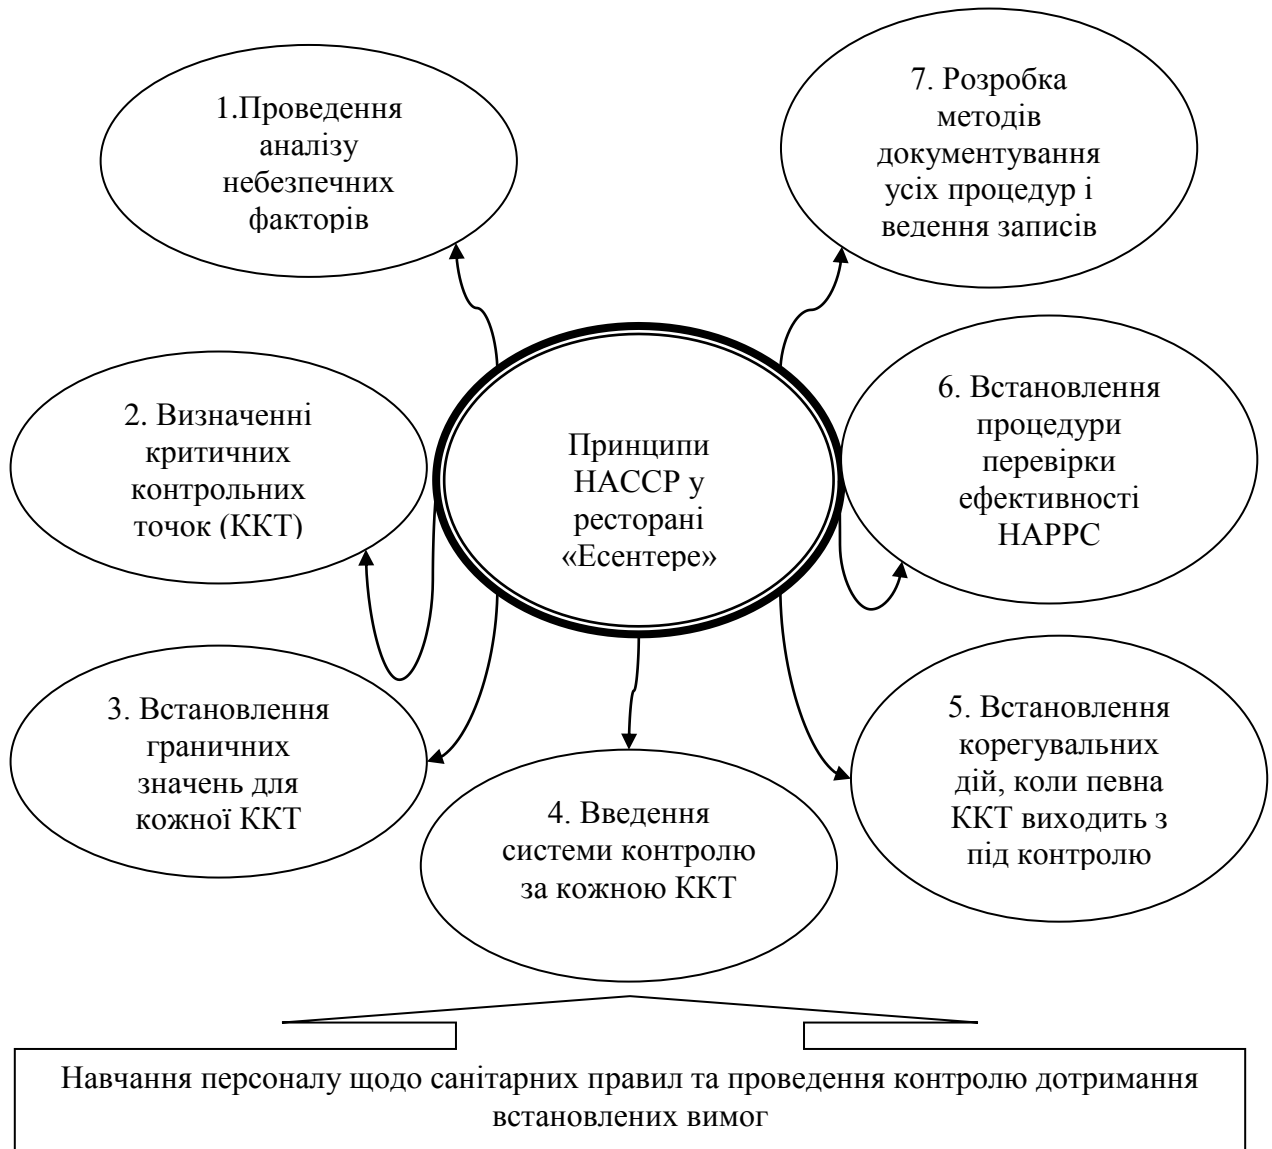 1.Проведення
аналізу
небезпечних
факторів
7. Розробка
методів
документування
усіх процедур і
ведення записів
2. Визначенні
критичних
контрольних
точок (ККТ)
Принципи
НАССР у
ресторані
«Есентере»
6. Встановлення
процедури
перевірки
ефективності
НАРРС
3. Встановлення
граничних
значень для
кожної ККТ
4. Введення
системи контролю
за кожною ККТ
5. Встановлення
корегувальних
дій, коли певна
ККТ виходить з
під контролю
Навчання персоналу щодо санітарних правил та проведення контролю дотримання
встановлених вимог